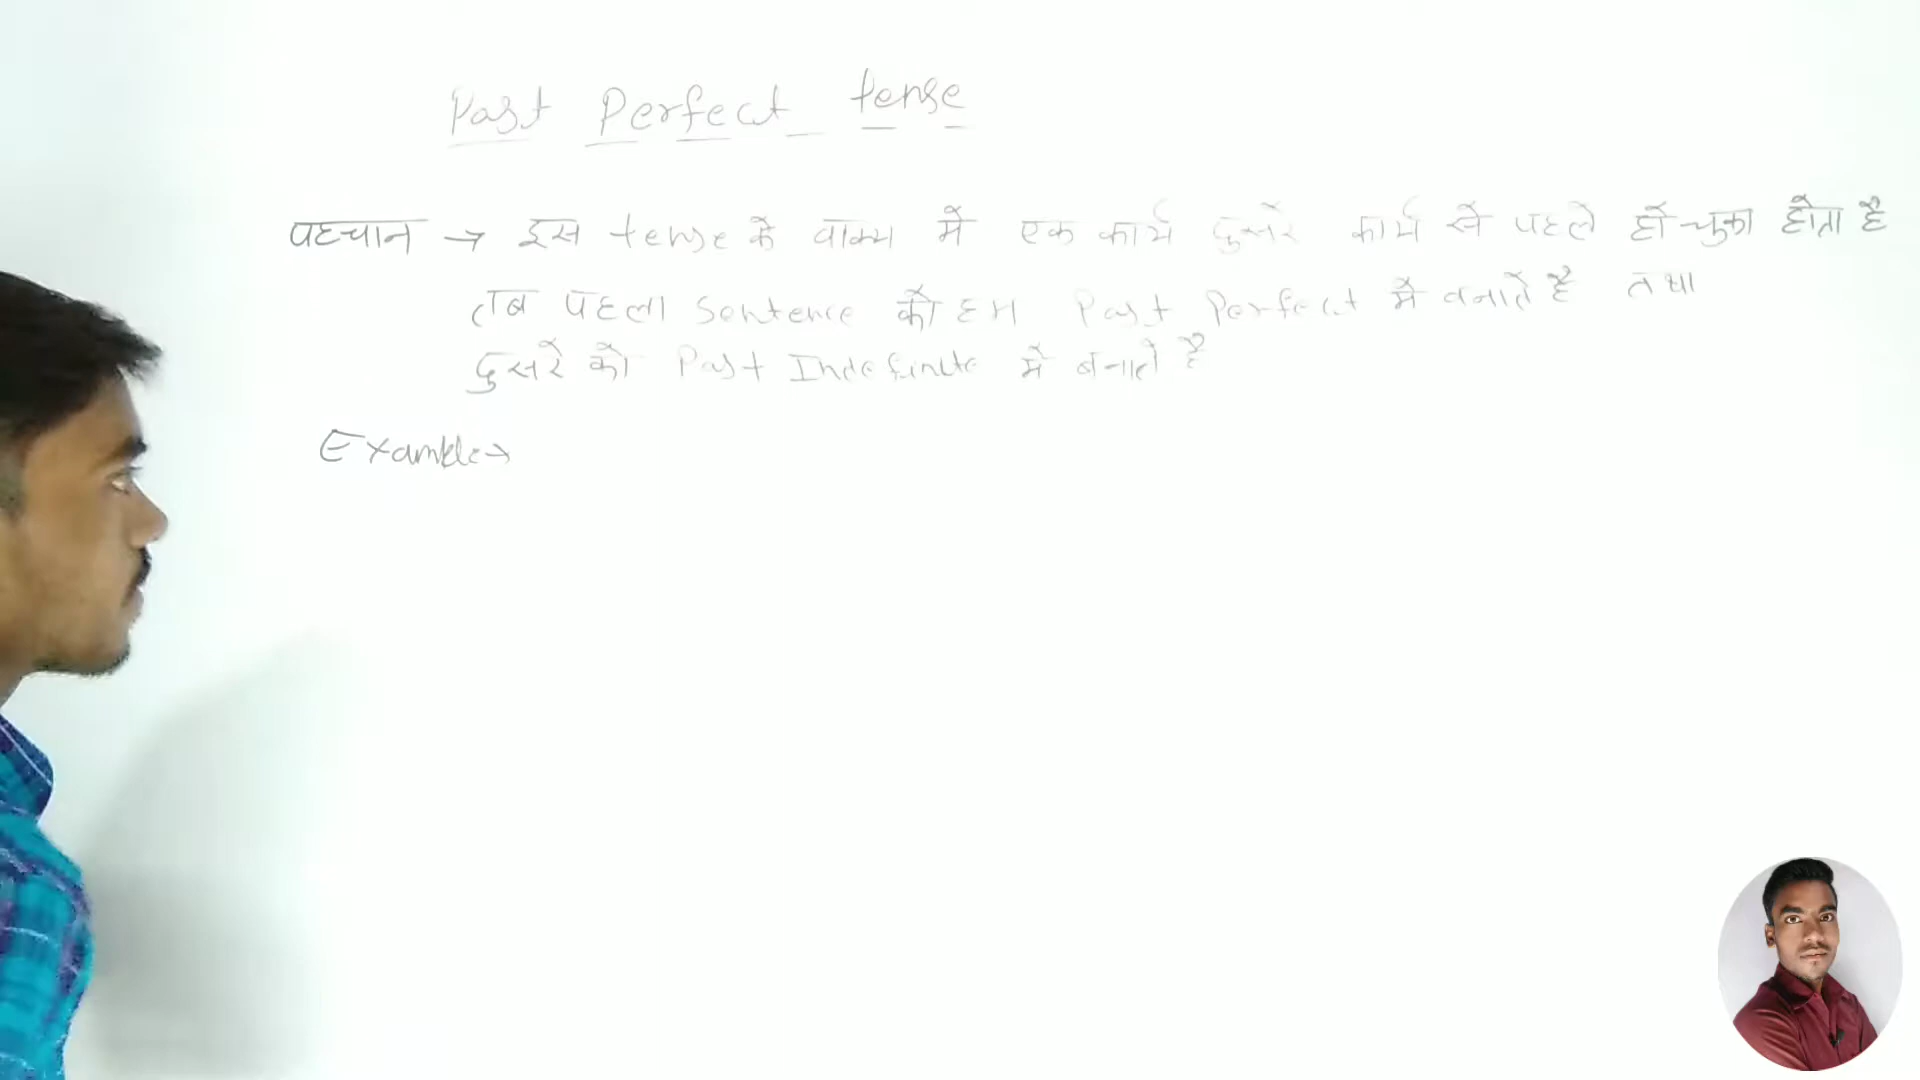 Past Perfect tense
पहचान → इस tense के वाक्य में एक कार्य दुसरे कार्य से पहले हो चुका होता है
तब पहला Sentence को हम Past Perfect में बनाते है तथा
दुसरे को Past Indefinite में बनाते है
Example→